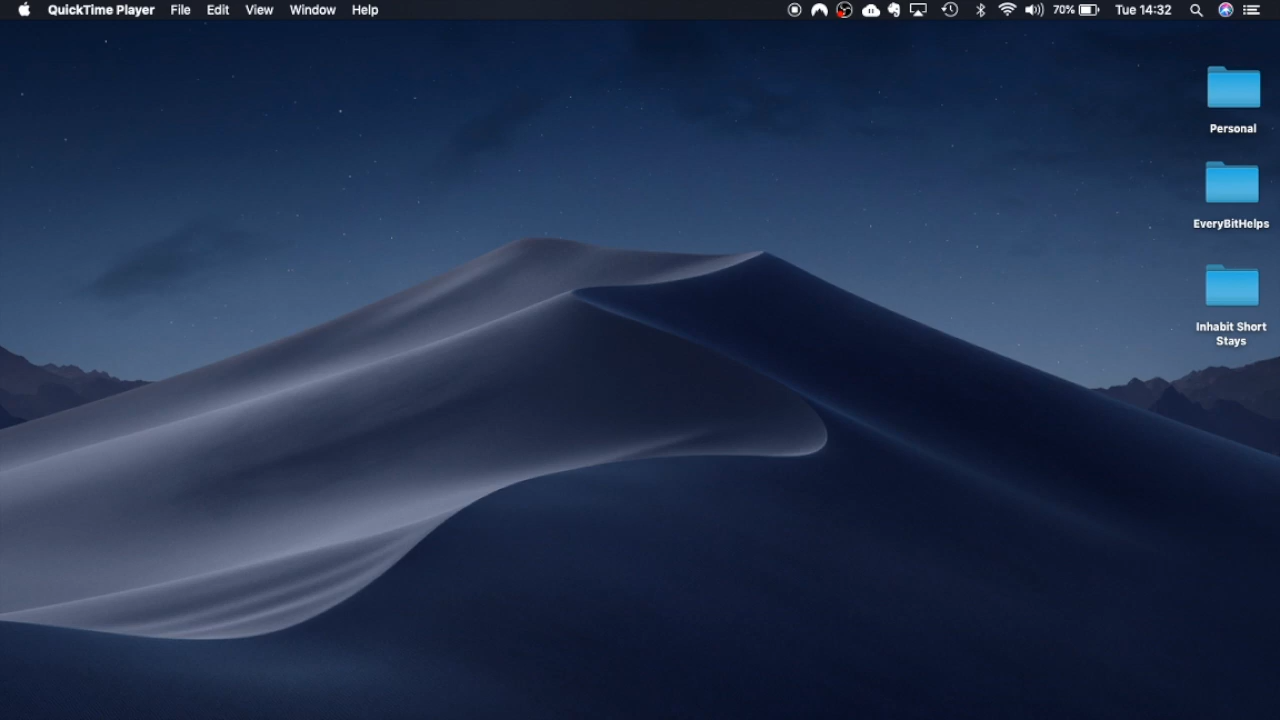 QuickTime Player File Edit View Window Help 70% Tue 14:32
Personal
EveryBitHelps
Inhabit Short
Stays